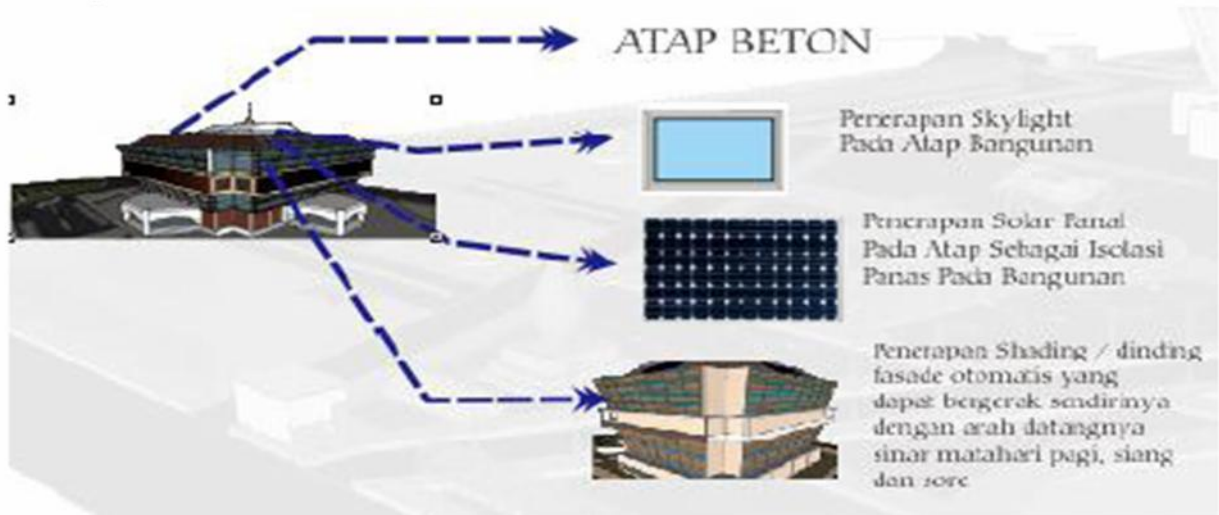 ATAP BETON
Penerapan Skylight
Pada Atap Bangunan
Penerapan Solar Panal
Pada Atap Sebagai Isolasi
Panas Pada Bangunan
Penerapan Shading / dinding
fasade otomatis yang
dapat bergerak sendirinya
dengan arah datangnya
sinar matahari pagi, siang
dan sore